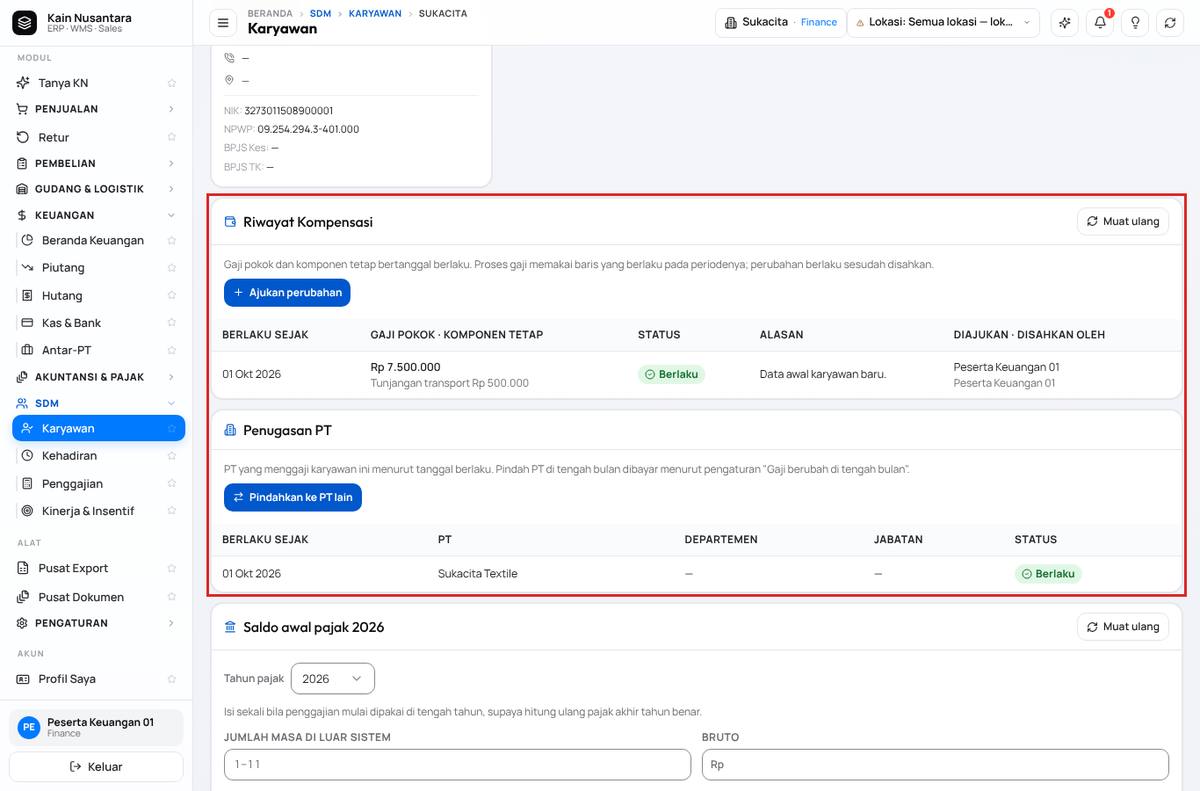 Kain Nusantara
ERP · WMS · Sales
MODUL
Tanya KN
PENJUALAN
Retur
PEMBELIAN
GUDANG & LOGISTIK
KEUANGAN
Beranda Keuangan
Piutang
Hutang
Kas & Bank
Antar-PT
AKUNTANSI & PAJAK
SDM
Karyawan
Kehadiran
Penggajian
Kinerja & Insentif
ALAT
Pusat Export
Pusat Dokumen
PENGATURAN
AKUN
Profil Saya
PE
Peserta Keuangan 01
Finance
Keluar
BERANDA › SDM › KARYAWAN › SUKACITA
Karyawan
Sukacita · Finance
Lokasi: Semua lokasi — lok...
1
—
—
NIK: 3273011508900001
NPWP: 09.254.294.3-401.000
BPJS Kes: —
BPJS TK: —
Riwayat Kompensasi
Muat ulang
Gaji pokok dan komponen tetap bertanggal berlaku. Proses gaji memakai baris yang berlaku pada periodenya; perubahan berlaku sesudah disahkan.
+ Ajukan perubahan
BERLAKU SEJAK GAJI POKOK · KOMPONEN TETAP STATUS ALASAN DIAJUKAN · DISAHKAN OLEH
01 Okt 2026 Rp 7.500.000 Berlaku Data awal karyawan baru. Peserta Keuangan 01
Tunjangan transport Rp 500.000 Peserta Keuangan 01
Penugasan PT
PT yang menggaji karyawan ini menurut tanggal berlaku. Pindah PT di tengah bulan dibayar menurut pengaturan "Gaji berubah di tengah bulan".
Pindahkan ke PT lain
BERLAKU SEJAK PT DEPARTEMEN JABATAN STATUS
01 Okt 2026 Sukacita Textile — — Berlaku
Saldo awal pajak 2026
Muat ulang
Tahun pajak 2026
Isi sekali bila penggajian mulai dipakai di tengah tahun, supaya hitung ulang pajak akhir tahun benar.
JUMLAH MASA DI LUAR SISTEM BRUTO
1–11 Rp